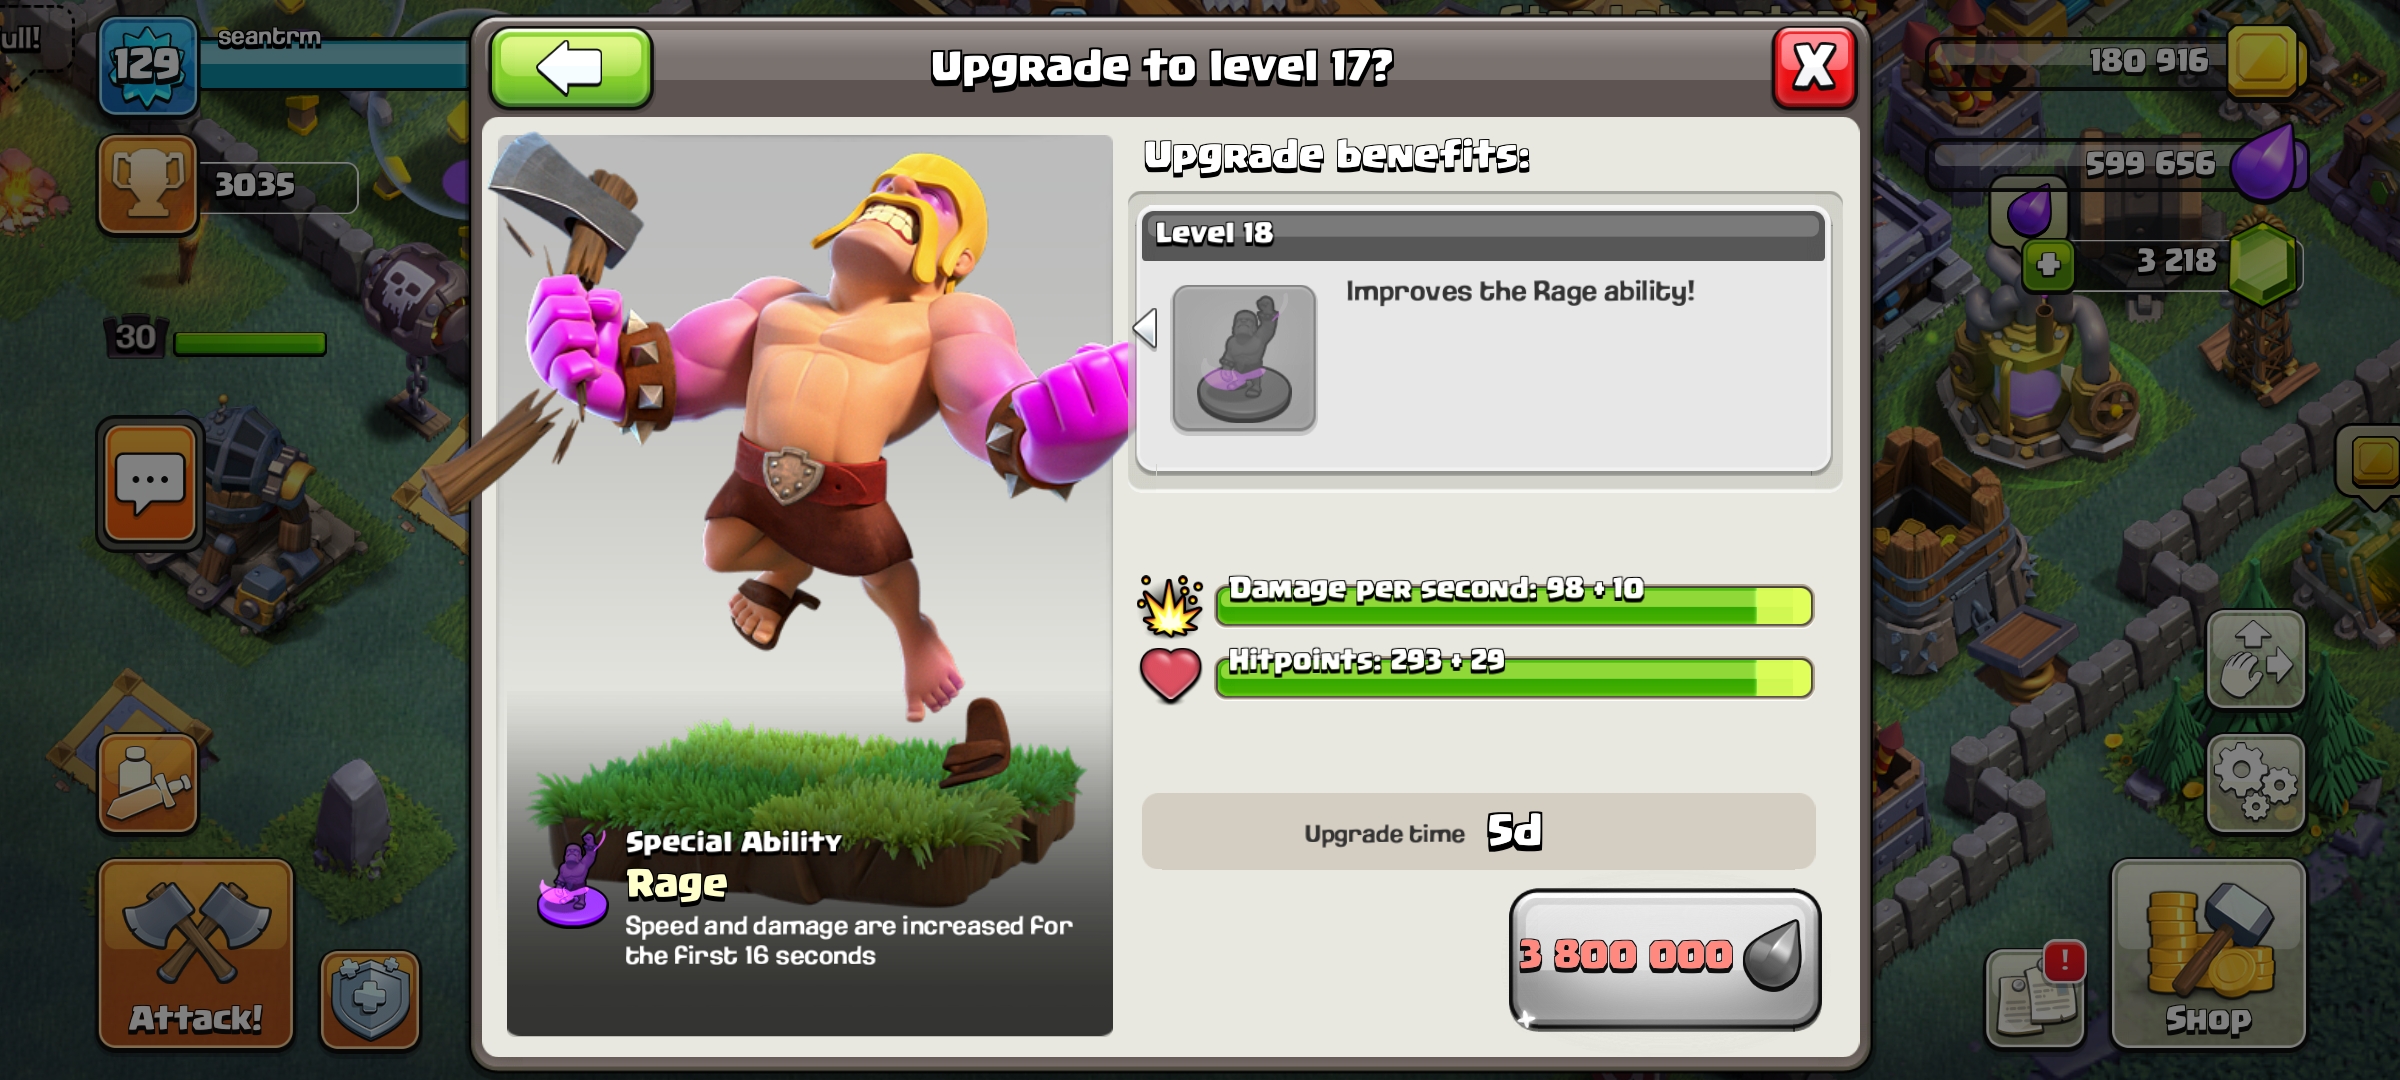 ull!
129
seantrm
Upgrade to level 17?
X
180 916
3035
599 656
3 218
30
Upgrade benefits:
Level 18
Improves the Rage ability!
Damage per second: 98 + 10
Hitpoints: 293 + 29
Special Ability
Rage
Speed and damage are increased for
the first 16 seconds
Upgrade time 5d
3 800 000
Attack!
!
Shop